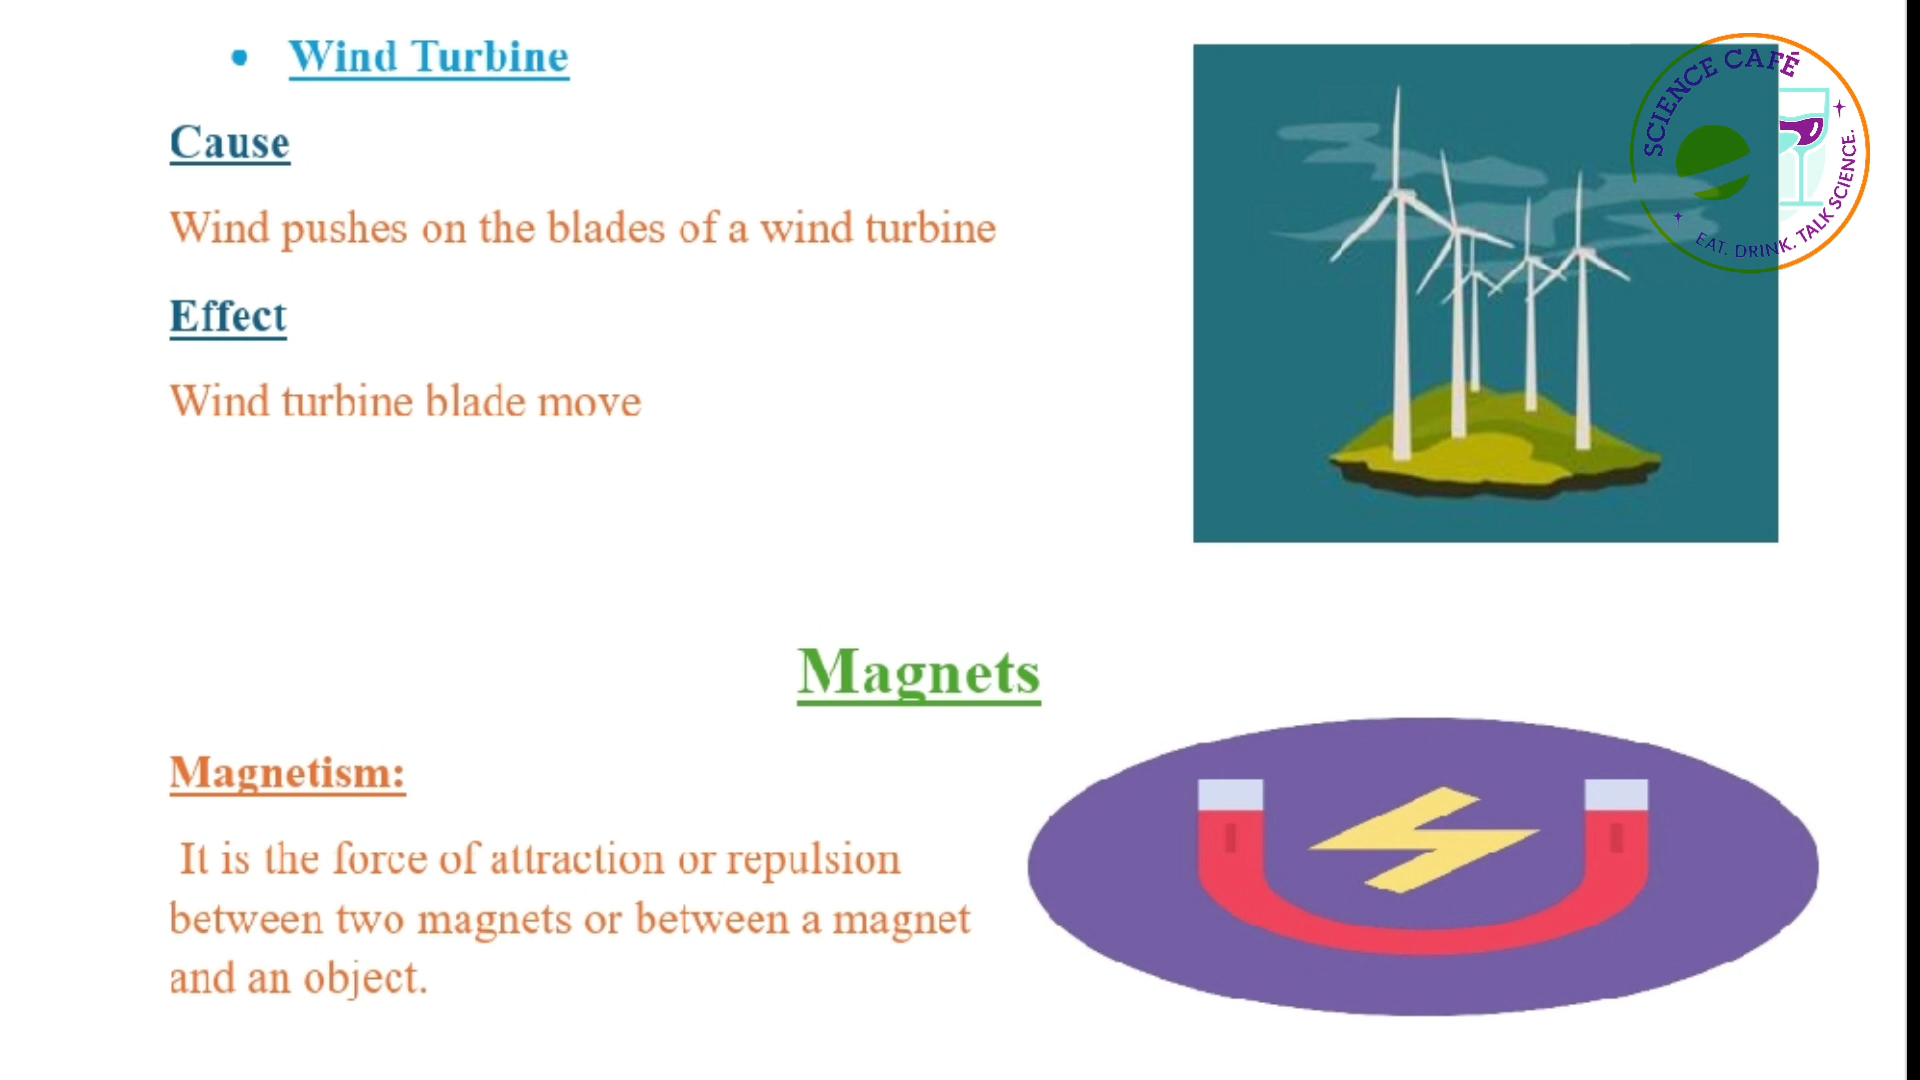 • Wind Turbine
Cause
Wind pushes on the blades of a wind turbine
Effect
Wind turbine blade move
SCIENCE CAFÉ
EAT. DRINK. TALK SCIENCE.
Magnets
Magnetism:
It is the force of attraction or repulsion
between two magnets or between a magnet
and an object.